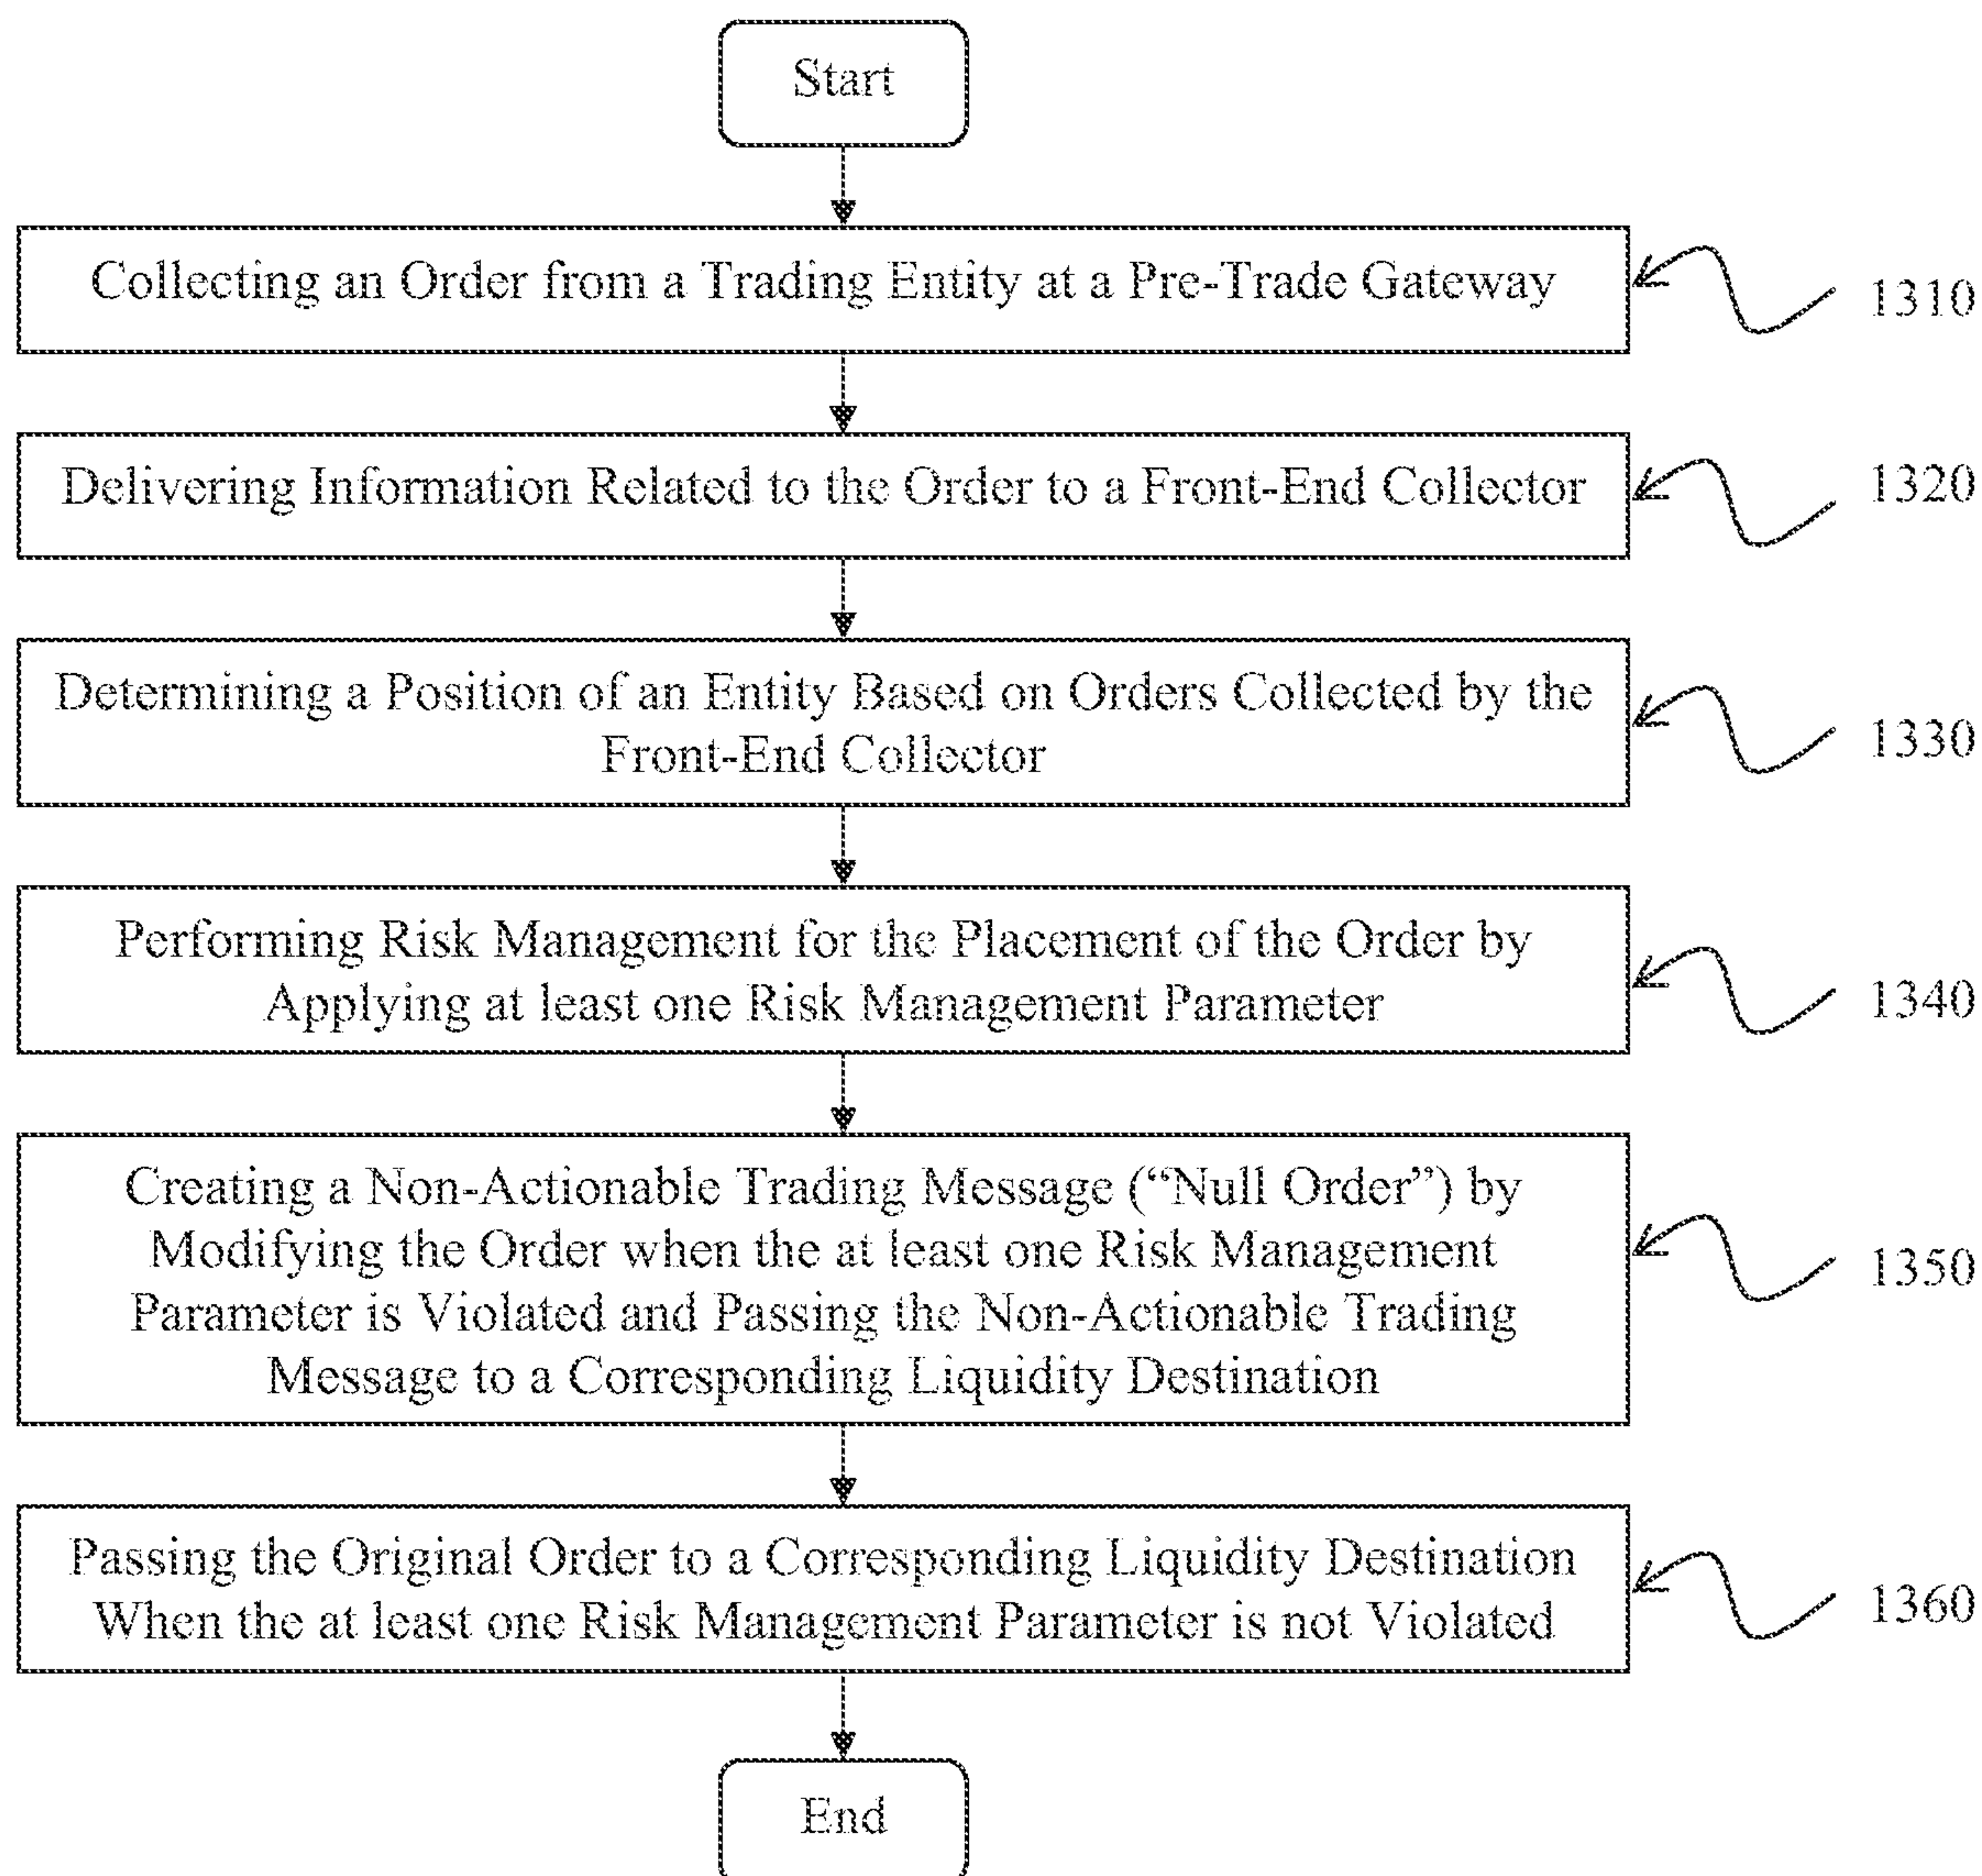 Start
Collecting an Order from a Trading Entity at a Pre-Trade Gateway
1310
Delivering Information Related to the Order to a Front-End Collector
1320
Determining a Position of an Entity Based on Orders Collected by the
Front-End Collector
1330
Performing Risk Management for the Placement of the Order by
Applying at least one Risk Management Parameter
1340
Creating a Non-Actionable Trading Message (“Null Order”) by
Modifying the Order when the at least one Risk Management
Parameter is Violated and Passing the Non-Actionable Trading
Message to a Corresponding Liquidity Destination
1350
Passing the Original Order to a Corresponding Liquidity Destination
When the at least one Risk Management Parameter is not Violated
1360
End